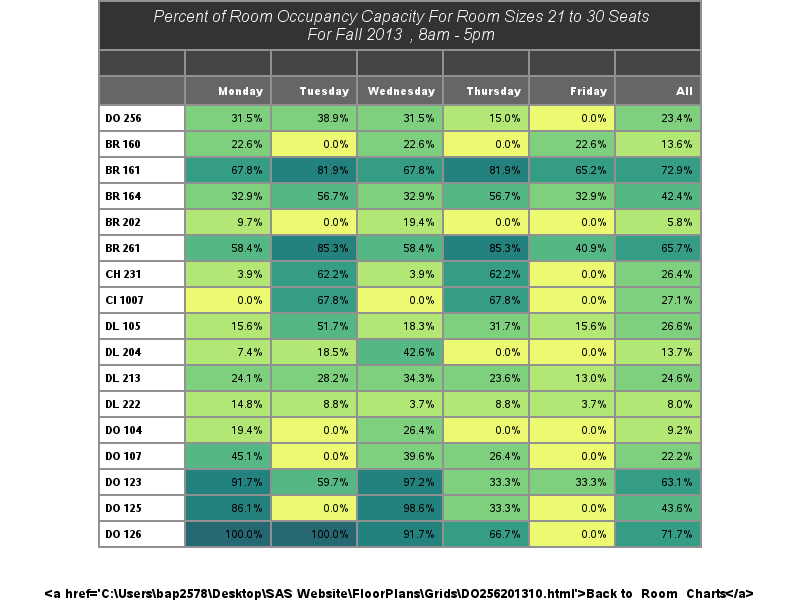 Percent of Room Occupancy Capacity For Room Sizes 21 to 30 Seats
For Fall 2013 , 8am - 5pm
Monday Tuesday Wednesday Thursday Friday All
DO 256 31.5% 38.9% 31.5% 15.0% 0.0% 23.4%
BR 160 22.6% 0.0% 22.6% 0.0% 22.6% 13.6%
BR 161 67.8% 81.9% 67.8% 81.9% 65.2% 72.9%
BR 164 32.9% 56.7% 32.9% 56.7% 32.9% 42.4%
BR 202 9.7% 0.0% 19.4% 0.0% 0.0% 5.8%
BR 261 58.4% 85.3% 58.4% 85.3% 40.9% 65.7%
CH 231 3.9% 62.2% 3.9% 62.2% 0.0% 26.4%
CI 1007 0.0% 67.8% 0.0% 67.8% 0.0% 27.1%
DL 105 15.6% 51.7% 18.3% 31.7% 15.6% 26.6%
DL 204 7.4% 18.5% 42.6% 0.0% 0.0% 13.7%
DL 213 24.1% 28.2% 34.3% 23.6% 13.0% 24.6%
DL 222 14.8% 8.8% 3.7% 8.8% 3.7% 8.0%
DO 104 19.4% 0.0% 26.4% 0.0% 0.0% 9.2%
DO 107 45.1% 0.0% 39.6% 26.4% 0.0% 22.2%
DO 123 91.7% 59.7% 97.2% 33.3% 33.3% 63.1%
DO 125 86.1% 0.0% 98.6% 33.3% 0.0% 43.6%
DO 126 100.0% 100.0% 91.7% 66.7% 0.0% 71.7%
<a href='C:\Users\bap2578\Desktop\SAS Website\FloorPlans\Grids\DO256201310.html'>Back to Room Charts</a>